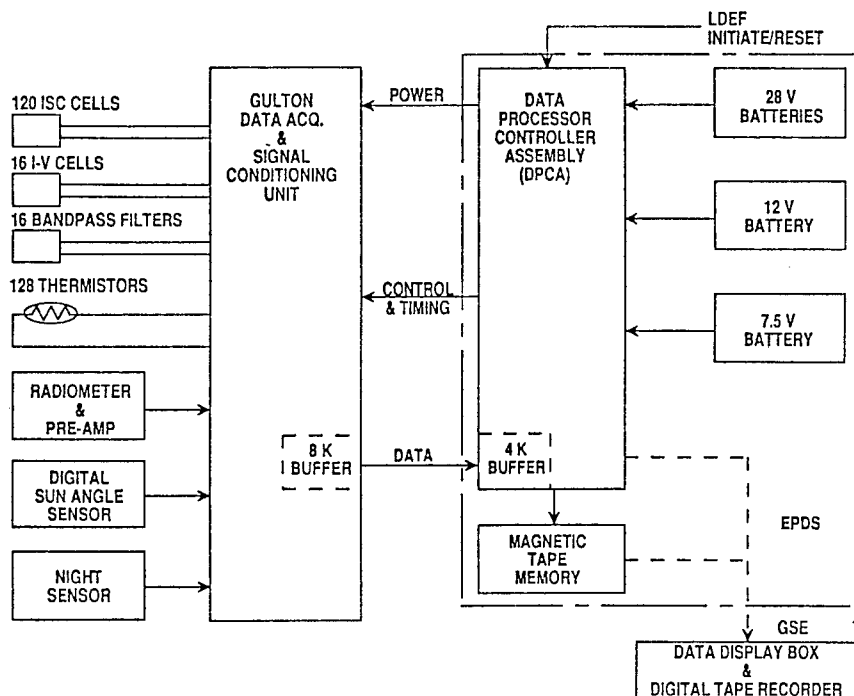 LDEF
INITIATE/RESET
120 ISC CELLS
16 I-V CELLS
16 BANDPASS FILTERS
128 THERMISTORS
RADIOMETER
&
PRE-AMP
DIGITAL
SUN ANGLE
SENSOR
NIGHT
SENSOR
GULTON
DATA ACQ.
&
SIGNAL
CONDITIONING
UNIT
8 K
BUFFER
POWER
CONTROL
& TIMING
DATA
DATA
PROCESSOR
CONTROLLER
ASSEMBLY
(DPCA)
4 K
BUFFER
MAGNETIC
TAPE
MEMORY
28 V
BATTERIES
12 V
BATTERY
7.5 V
BATTERY
EPDS
GSE
DATA DISPLAY BOX
&
DIGITAL TAPE RECORDER